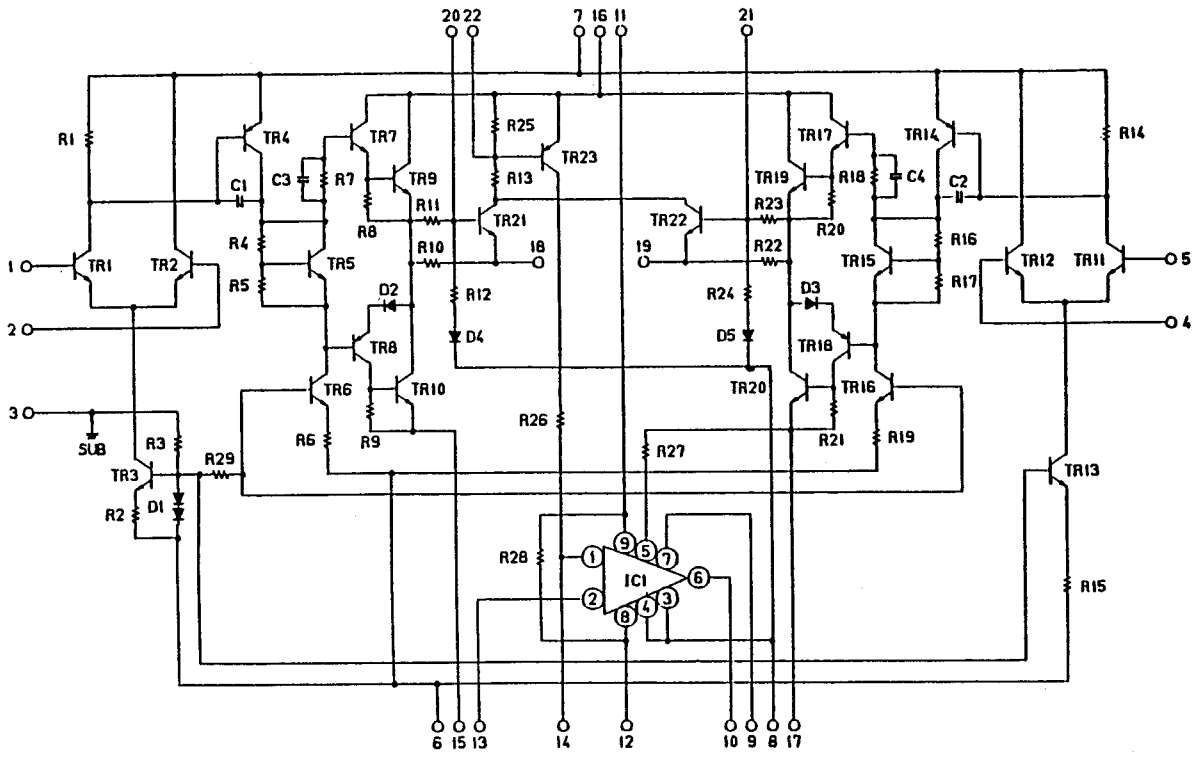 20 22 7 16 11 21
R1 TR4 TR7 R25 TR17 TR14 R14
TR23
C3 R7 TR9 R13 TR19 R18 C4
C1 C2
R8 R11 TR21 TR22 R23 R20
R4 R10 18 19 R22 R16
1 TR1 TR2 TR5 TR15 TR12 TR11 5
R5 R17
D2 R12 R24 D3
2 TR8 D4 D5 TR18 4
TR6 TR10 TR20 TR16
3 R26
SUB R3 R6 R9 R27 R21 R19
R29
TR3 TR13
D1
R2
9 5 7
R28 1 IC1 6
2 4 3 R15
8
6 15 13 14 12 10 9 8 17